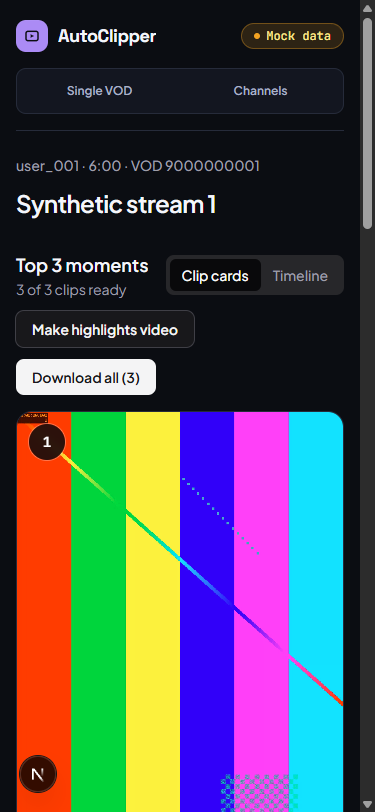 AutoClipper
Mock data
Single VOD
Channels
user_001 · 6:00 · VOD 9000000001
Synthetic stream 1
Top 3 moments
3 of 3 clips ready
Clip cards
Timeline
Make highlights video
Download all (3)
1
N